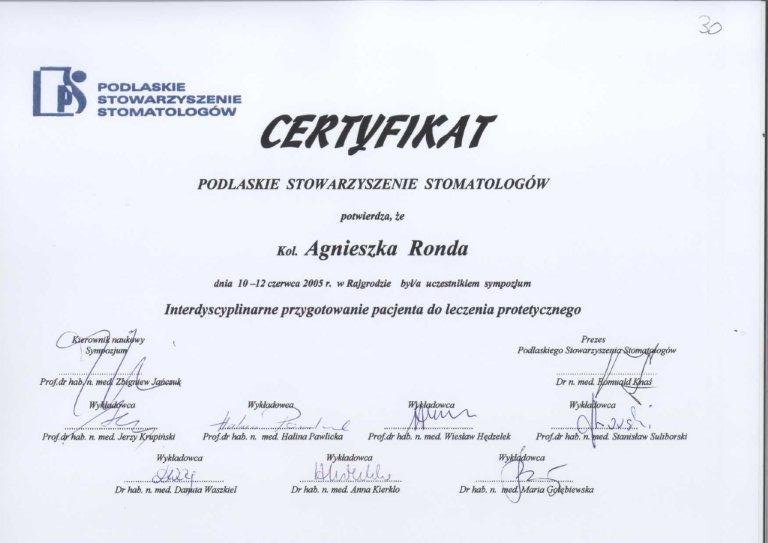 30
PODLASKIE
STOWARZYSZENIE
STOMATOLOGÓW
CERTYFIKAT
PODLASKIE STOWARZYSZENIE STOMATOLOGÓW
potwierdza, że
Kol. Agnieszka Ronda
dnia 10 –12 czerwca 2005 r. w Rajgrodzie był/a uczestnikiem sympozjum
Interdyscyplinarne przygotowanie pacjenta do leczenia protetycznego
Kierownik naukowy
Sympozjum
Prof.dr hab. n. med. Zbigniew Jańczuk
Prezes
Podlaskiego Stowarzyszenia Stomatologów
Dr n. med. Romuald Knaś
Wykładowca
Prof.dr hab. n. med. Jerzy Krupiński
Wykładowca
Prof.dr hab. n. med. Halina Pawlicka
Wykładowca
Prof.dr hab. n. med. Wiesław Hędzelek
Wykładowca
Prof.dr hab. n. med. Stanisław Suliborski
Wykładowca
Dr hab. n. med. Danuta Waszkiel
Wykładowca
Dr hab. n. med. Anna Kierklo
Wykładowca
Dr hab. n. med. Maria Gołębiewska